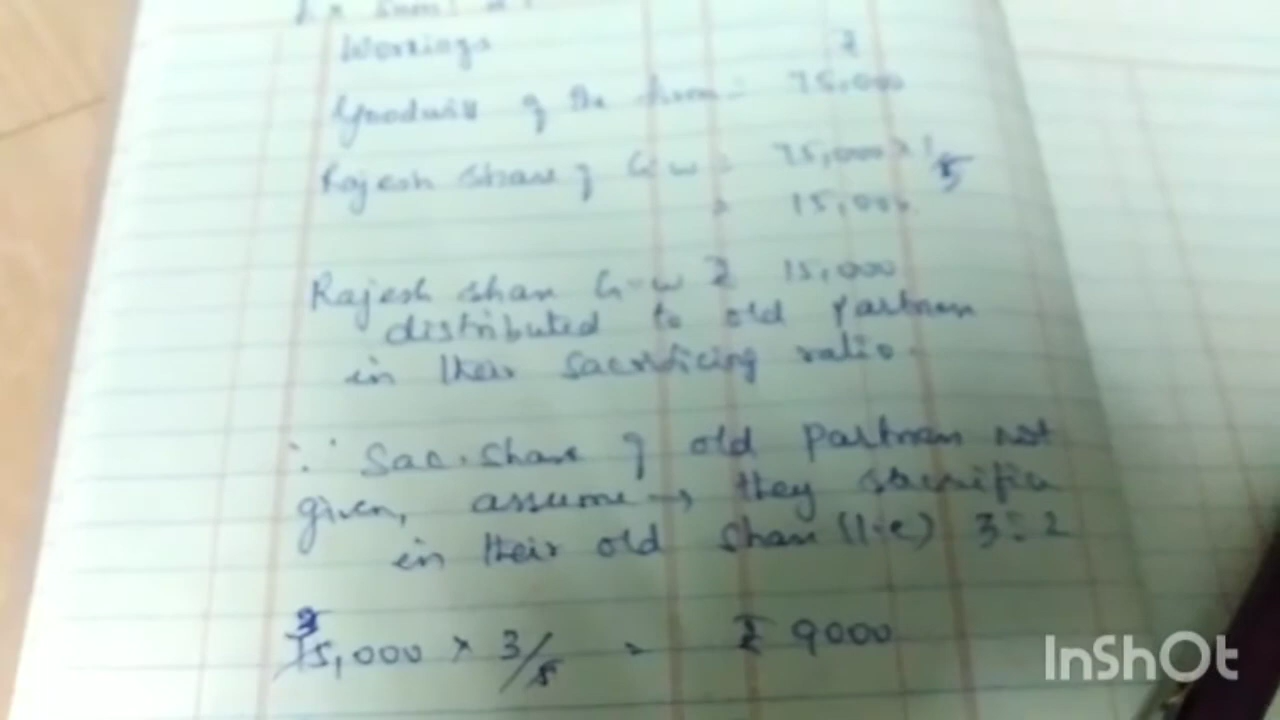 Workings ₹
Goodwill of the firm = 75,000
Rajesh share of G.W = 75,000 × 1/5
= 15,000
Rajesh share G-W ₹ 15,000
distributed to old partners
in their sacrificing ratio.
∵ Sac. share of old partners not
given, assume → they sacrifice
in their old share (i.e) 3:2
3
15,000 × 3/5 = ₹ 9000
InShOt